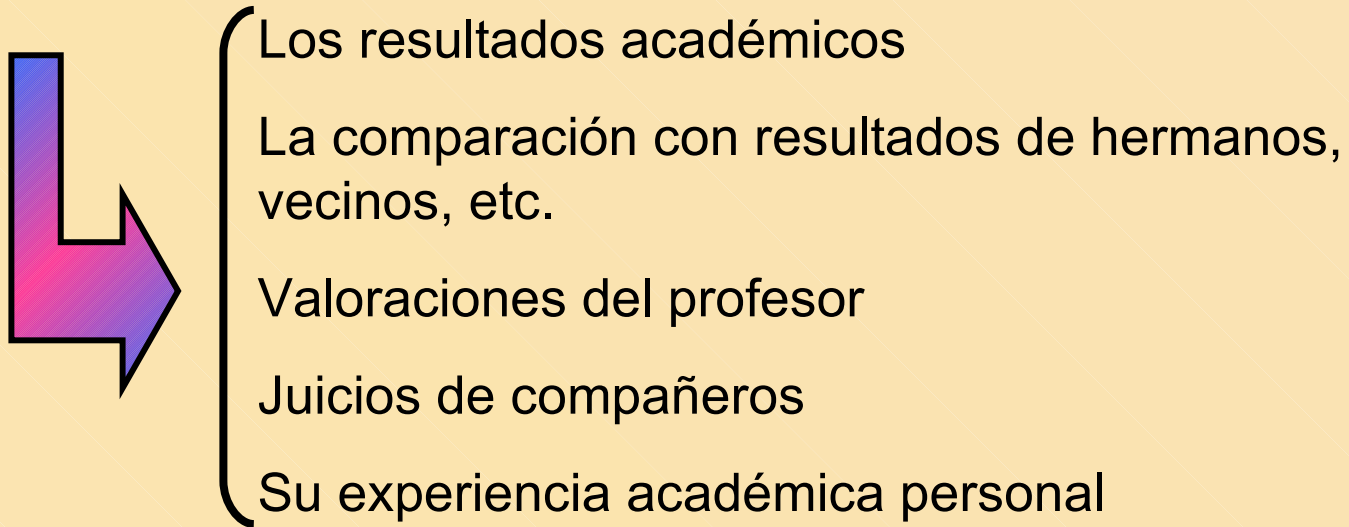 Los resultados académicos
La comparación con resultados de hermanos,
vecinos, etc.
Valoraciones del profesor
Juicios de compañeros
Su experiencia académica personal